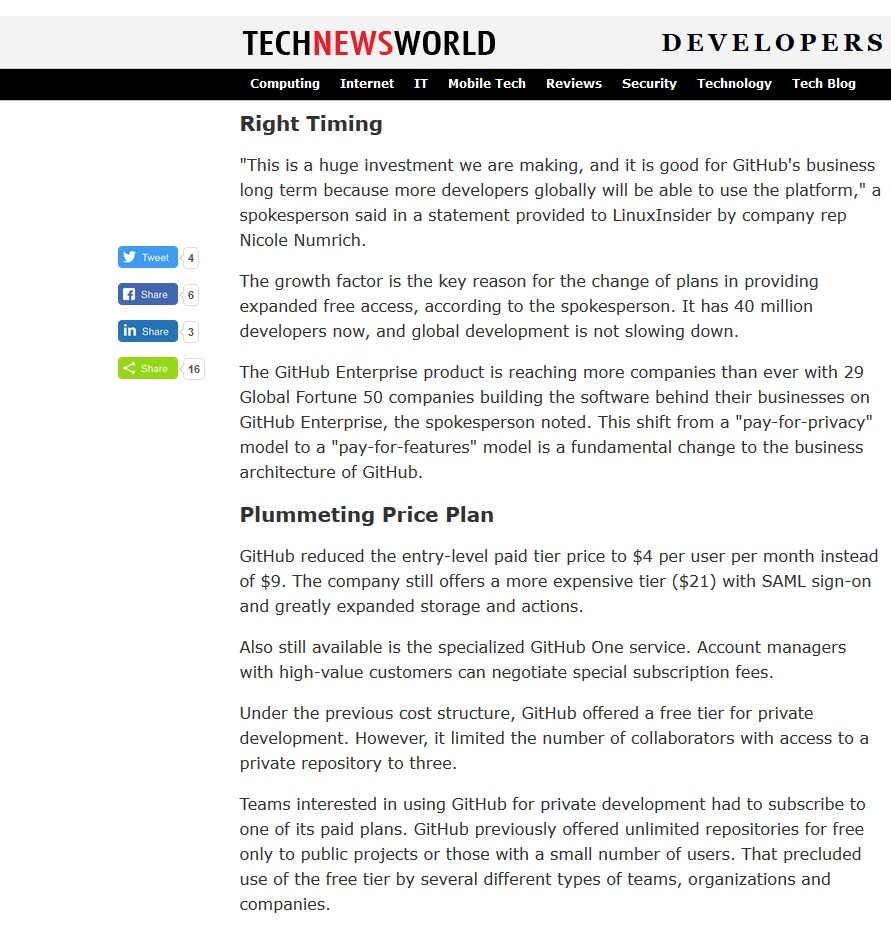 TECHNEWSWORLD
DEVELOPERS
Computing Internet IT Mobile Tech Reviews Security Technology Tech Blog
Right Timing
"This is a huge investment we are making, and it is good for GitHub's business
long term because more developers globally will be able to use the platform," a
spokesperson said in a statement provided to LinuxInsider by company rep
Nicole Numrich.
Tweet 4
Share 6
Share 3
Share 16
The growth factor is the key reason for the change of plans in providing
expanded free access, according to the spokesperson. It has 40 million
developers now, and global development is not slowing down.
The GitHub Enterprise product is reaching more companies than ever with 29
Global Fortune 50 companies building the software behind their businesses on
GitHub Enterprise, the spokesperson noted. This shift from a "pay-for-privacy"
model to a "pay-for-features" model is a fundamental change to the business
architecture of GitHub.
Plummeting Price Plan
GitHub reduced the entry-level paid tier price to $4 per user per month instead
of $9. The company still offers a more expensive tier ($21) with SAML sign-on
and greatly expanded storage and actions.
Also still available is the specialized GitHub One service. Account managers
with high-value customers can negotiate special subscription fees.
Under the previous cost structure, GitHub offered a free tier for private
development. However, it limited the number of collaborators with access to a
private repository to three.
Teams interested in using GitHub for private development had to subscribe to
one of its paid plans. GitHub previously offered unlimited repositories for free
only to public projects or those with a small number of users. That precluded
use of the free tier by several different types of teams, organizations and
companies.